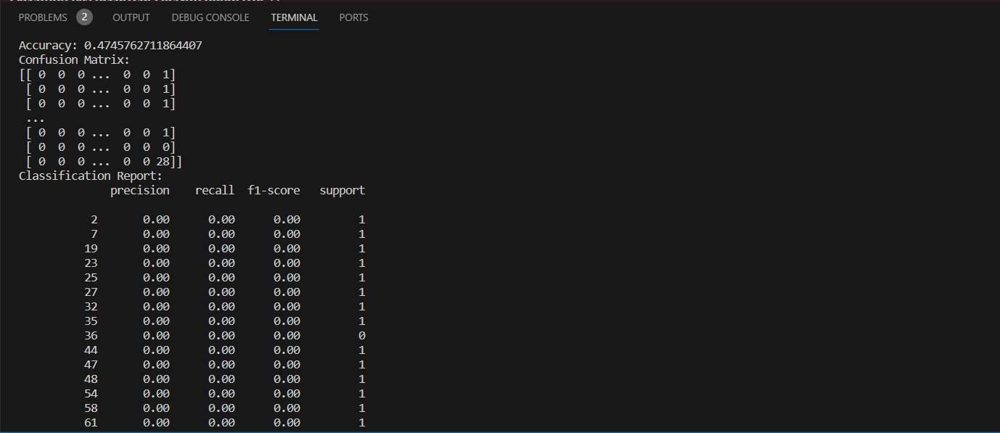 PROBLEMS 2 OUTPUT DEBUG CONSOLE TERMINAL PORTS
Accuracy: 0.4745762711864407
Confusion Matrix:
[[ 0 0 0 ... 0 0 1]
[ 0 0 0 ... 0 0 1]
[ 0 0 0 ... 0 0 1]
...
[ 0 0 0 ... 0 0 1]
[ 0 0 0 ... 0 0 0]
[ 0 0 0 ... 0 0 28]]
Classification Report:
precision recall f1-score support
2 0.00 0.00 0.00 1
7 0.00 0.00 0.00 1
19 0.00 0.00 0.00 1
23 0.00 0.00 0.00 1
25 0.00 0.00 0.00 1
27 0.00 0.00 0.00 1
32 0.00 0.00 0.00 1
35 0.00 0.00 0.00 1
36 0.00 0.00 0.00 0
44 0.00 0.00 0.00 1
47 0.00 0.00 0.00 1
48 0.00 0.00 0.00 1
54 0.00 0.00 0.00 1
58 0.00 0.00 0.00 1
61 0.00 0.00 0.00 1